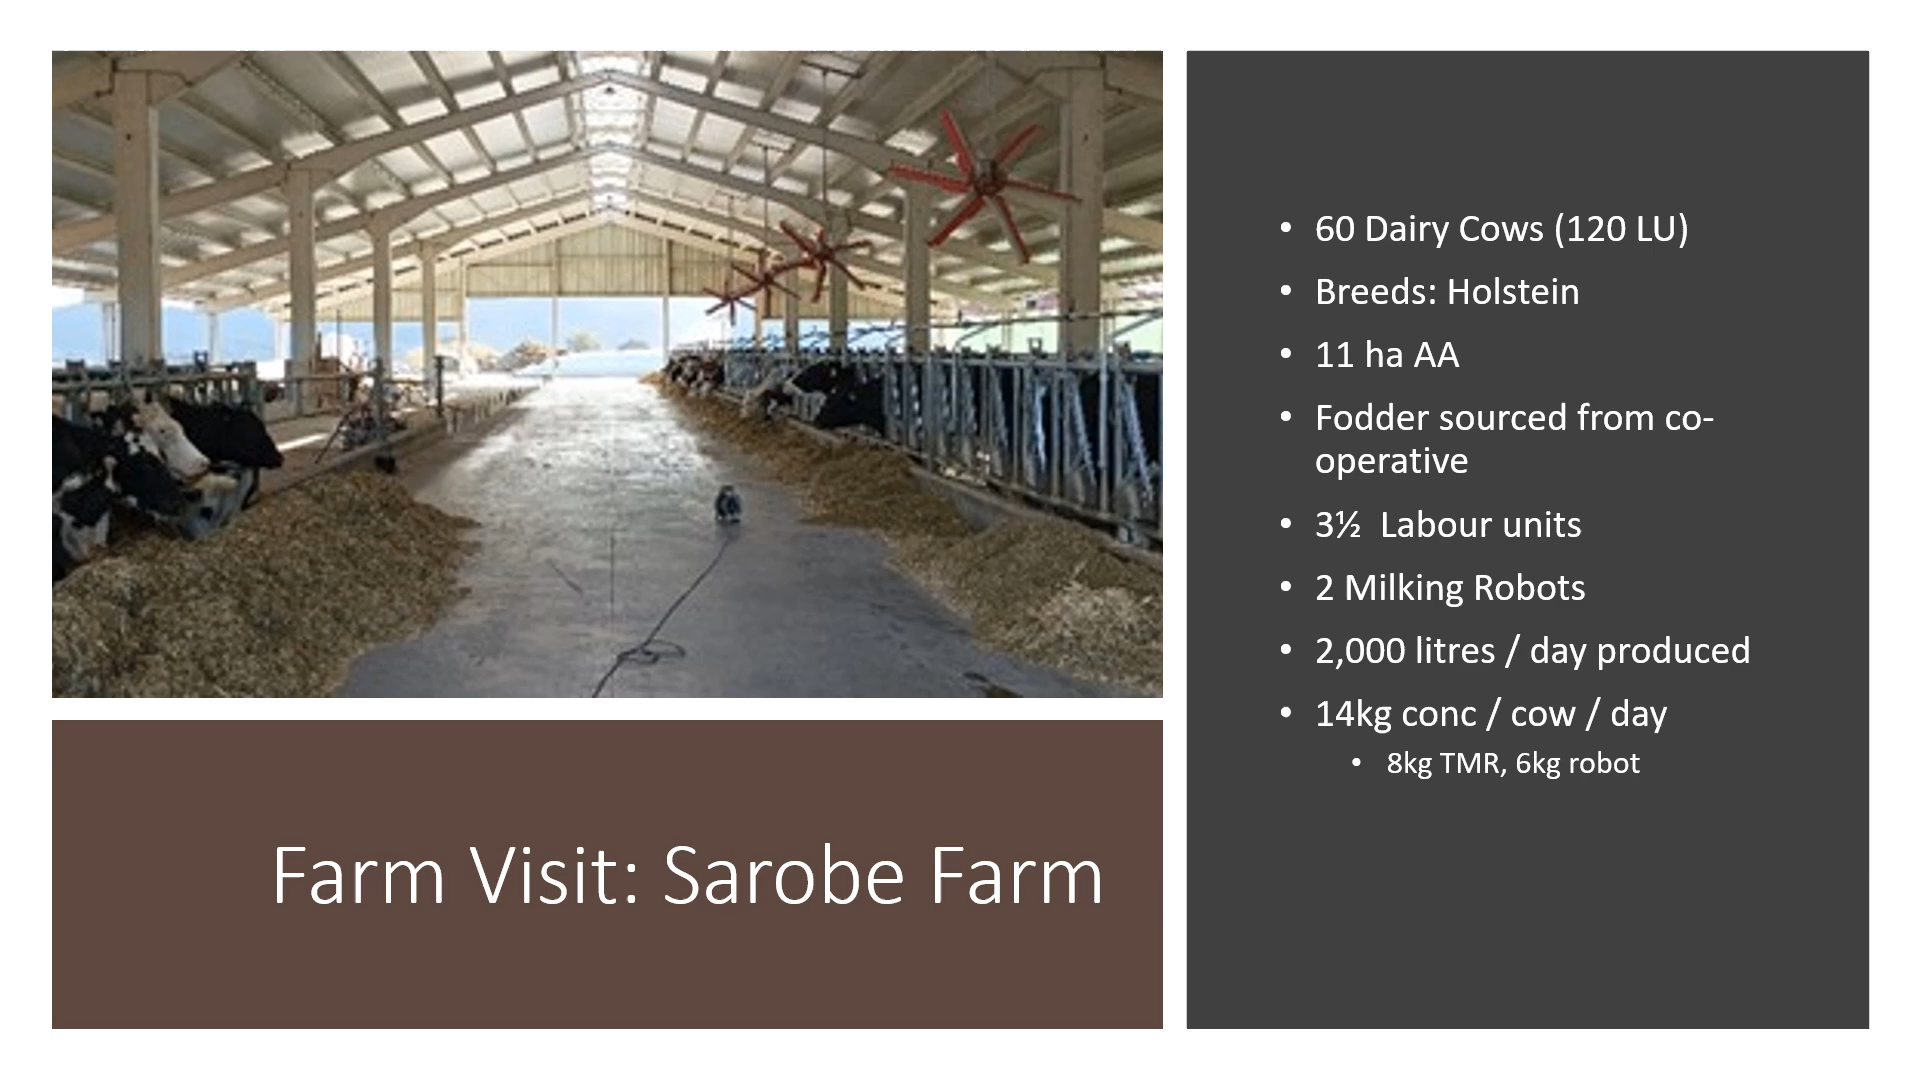 Farm Visit: Sarobe Farm
• 60 Dairy Cows (120 LU)
• Breeds: Holstein
• 11 ha AA
• Fodder sourced from co-
operative
• 3½  Labour units
• 2 Milking Robots
• 2,000 litres / day produced
• 14kg conc / cow / day
• 8kg TMR, 6kg robot